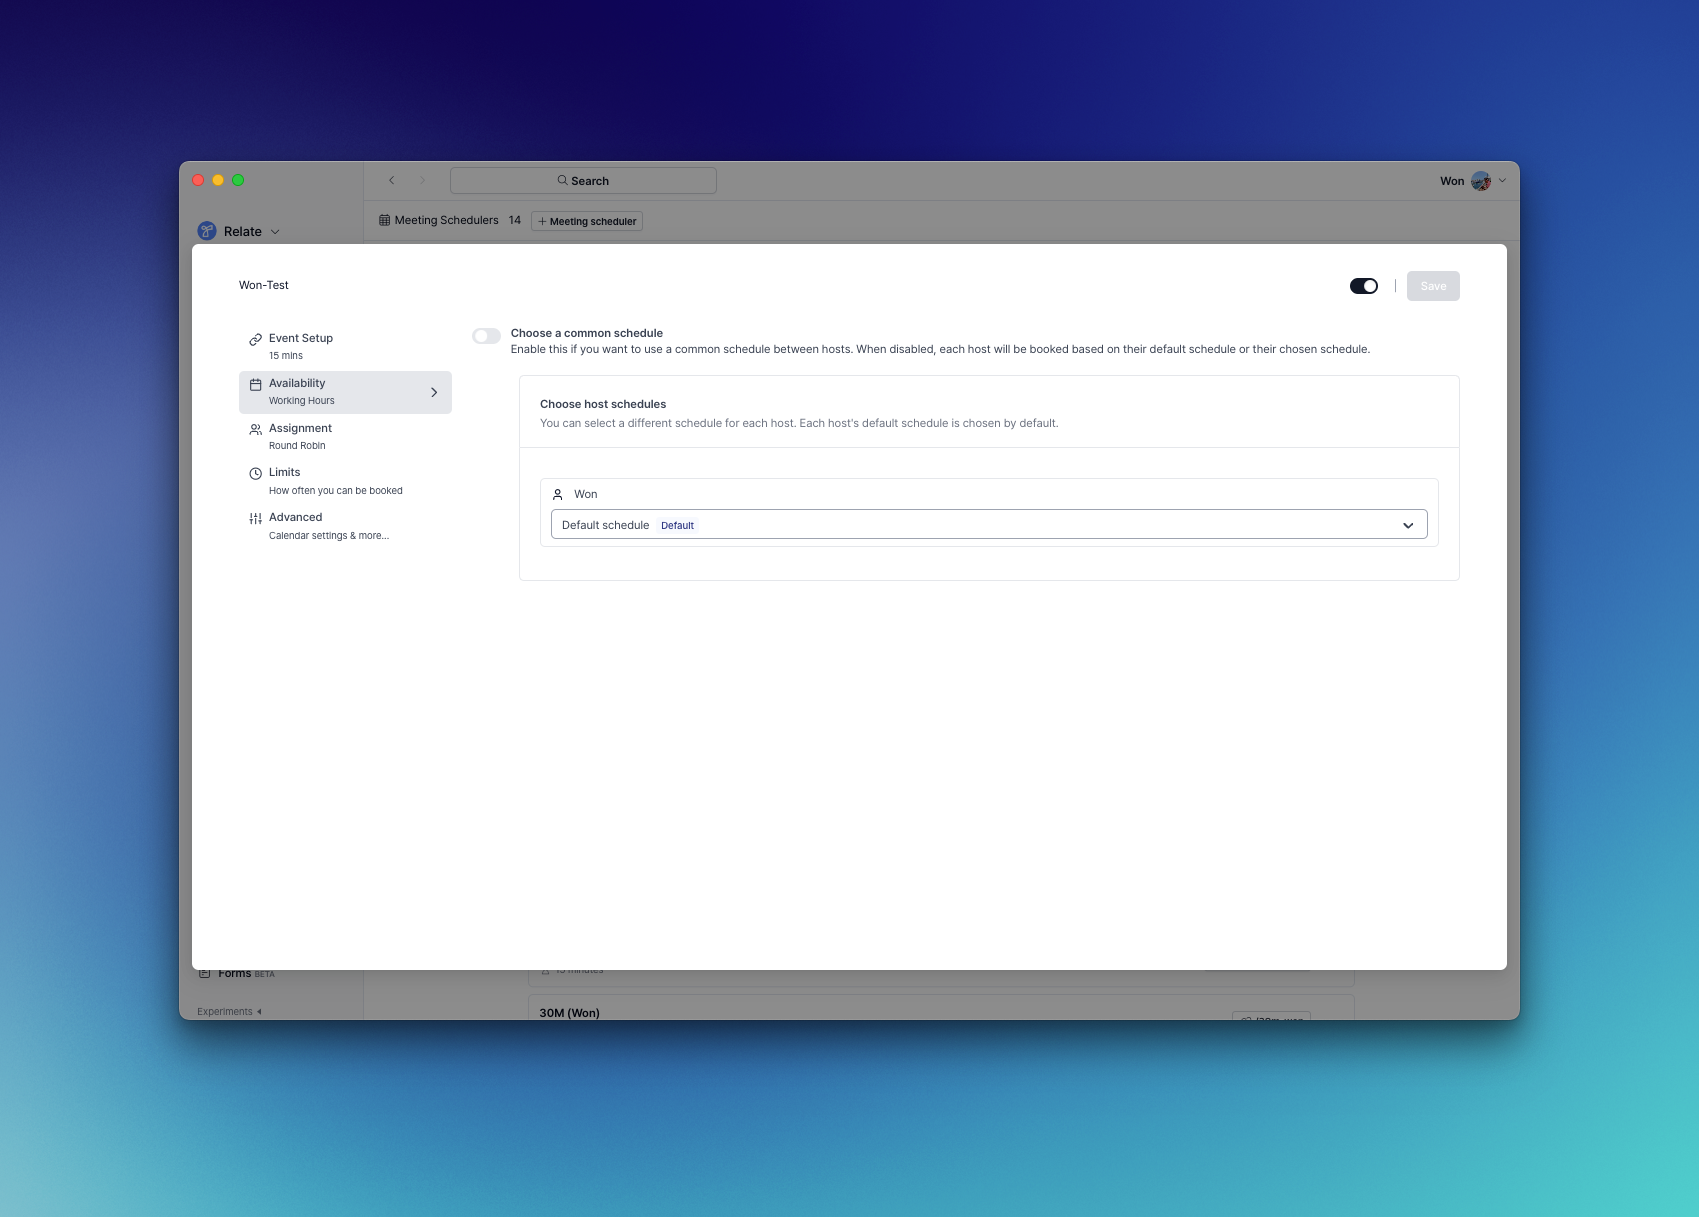 Search
Won
Meeting Schedulers 14
Meeting scheduler
Relate
Won-Test
Save
Event Setup
15 mins
Availability
Working Hours
Assignment
Round Robin
Limits
How often you can be booked
Advanced
Calendar settings & more...
Choose a common schedule
Enable this if you want to use a common schedule between hosts. When disabled, each host will be booked based on their default schedule or their chosen schedule.
Choose host schedules
You can select a different schedule for each host. Each host's default schedule is chosen by default.
Won
Default schedule Default
Forms BETA
15 minutes
Experiments
30M (Won)